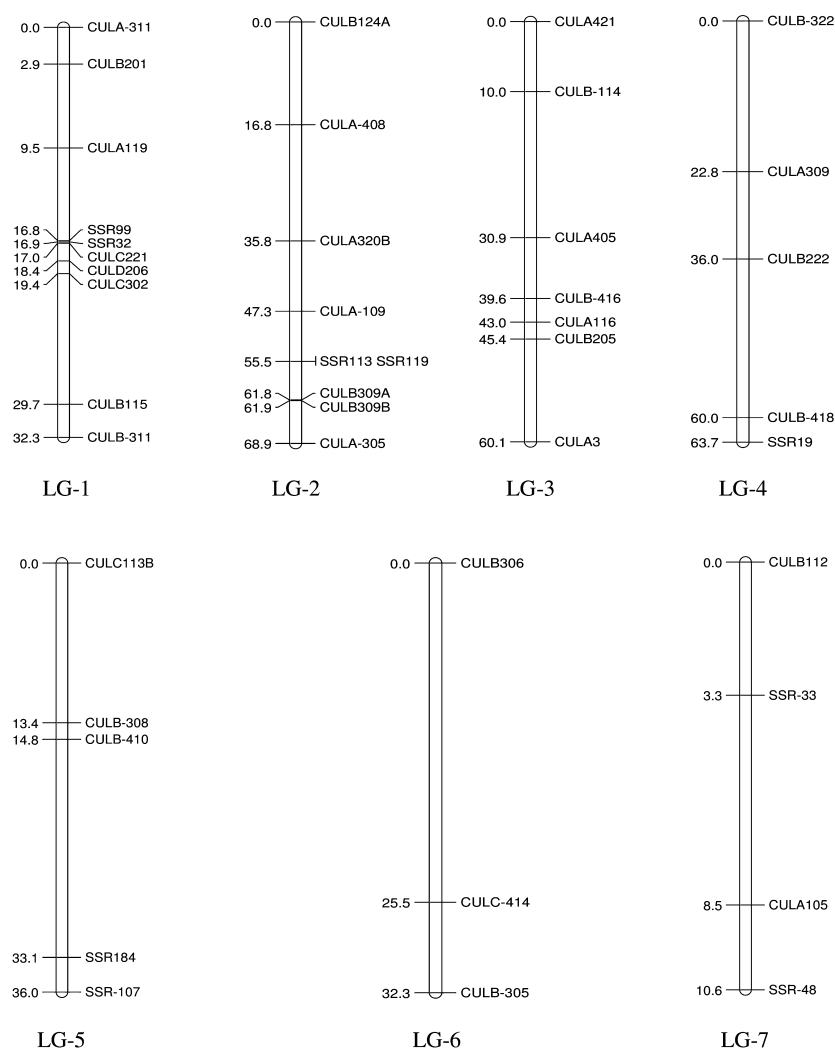 0.0 CULA-311
2.9 CULB201
9.5 CULA119
16.8 SSR99
16.9 SSR32
17.0 CULC221
18.4 CULD206
19.4 CULC302
29.7 CULB115
32.3 CULB-311
LG-1
0.0 CULB124A
16.8 CULA-408
35.8 CULA320B
47.3 CULA-109
55.5 SSR113 SSR119
61.8 CULB309A
61.9 CULB309B
68.9 CULA-305
LG-2
0.0 CULA421
10.0 CULB-114
30.9 CULA405
39.6 CULB-416
43.0 CULA116
45.4 CULB205
60.1 CULA3
LG-3
0.0 CULB-322
22.8 CULA309
36.0 CULB222
60.0 CULB-418
63.7 SSR19
LG-4
0.0 CULC113B
13.4 CULB-308
14.8 CULB-410
33.1 SSR184
36.0 SSR-107
LG-5
0.0 CULB306
25.5 CULC-414
32.3 CULB-305
LG-6
0.0 CULB112
3.3 SSR-33
8.5 CULA105
10.6 SSR-48
LG-7